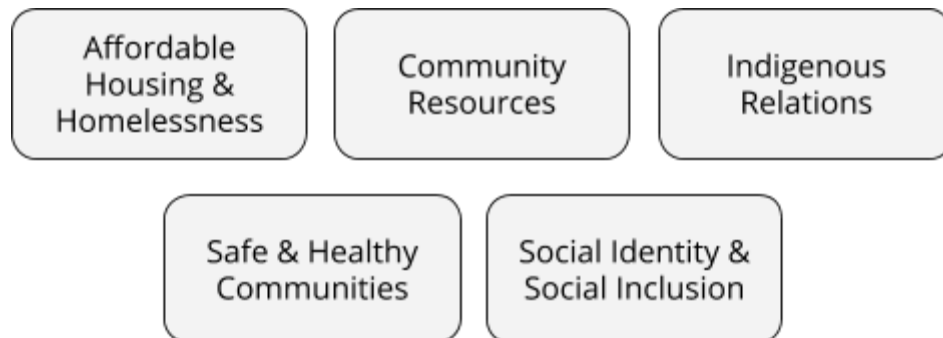 Affordable
Housing &
Homelessness
Community
Resources
Indigenous
Relations
Safe & Healthy
Communities
Social Identity &
Social Inclusion